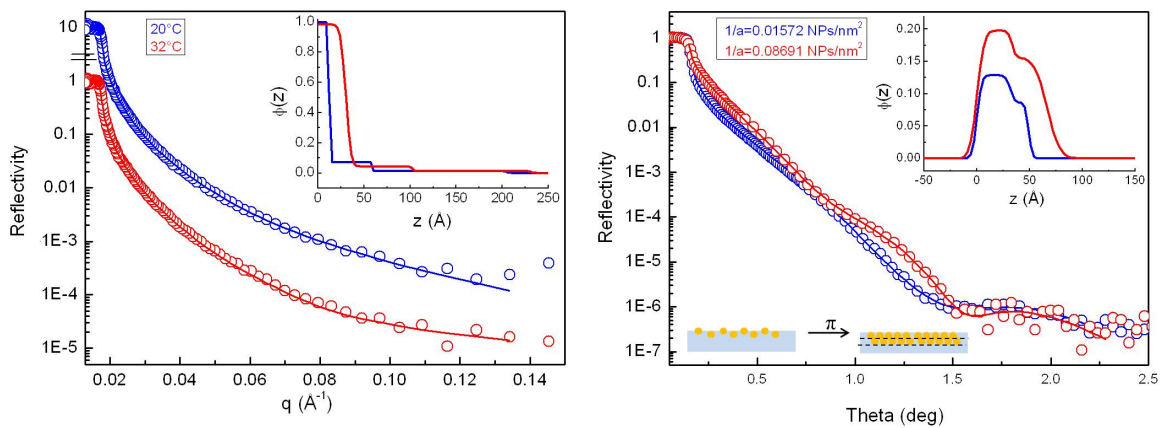 20°C
32°C
10
1
0.1
0.01
1E-3
1E-4
1E-5
Reflectivity
0.02 0.04 0.06 0.08 0.10 0.12 0.14
q (Å⁻¹)
1.0
0.8
0.6
0.4
0.2
0.0
ϕ(z)
0 50 100 150 200 250
z (Å)
1/a=0.01572 NPs/nm²
1/a=0.08691 NPs/nm²
1
0.1
0.01
1E-3
1E-4
1E-5
1E-6
1E-7
Reflectivity
0.5 1.0 1.5 2.0 2.5
Theta (deg)
0.20
0.15
0.10
0.05
0.00
ϕ(z)
-50 0 50 100 150
z (Å)
π